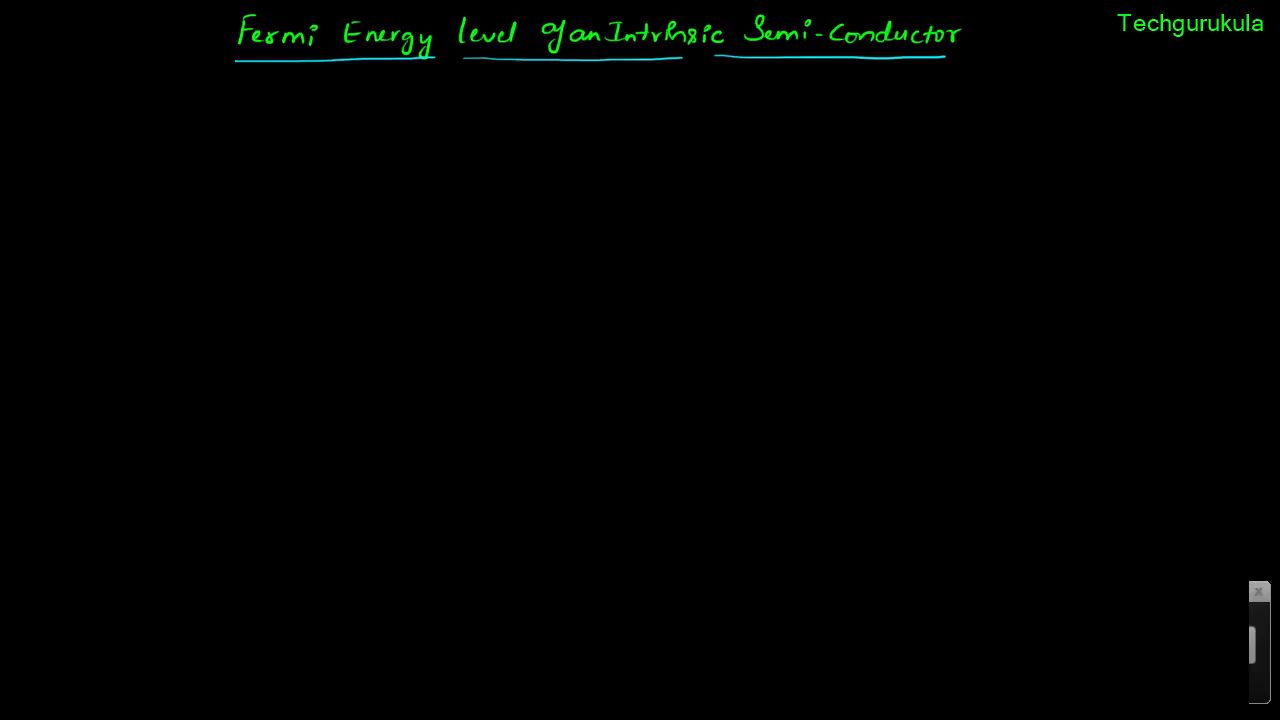 Fermi Energy level of an Intrinsic Semi-Conductor
Techgurukula